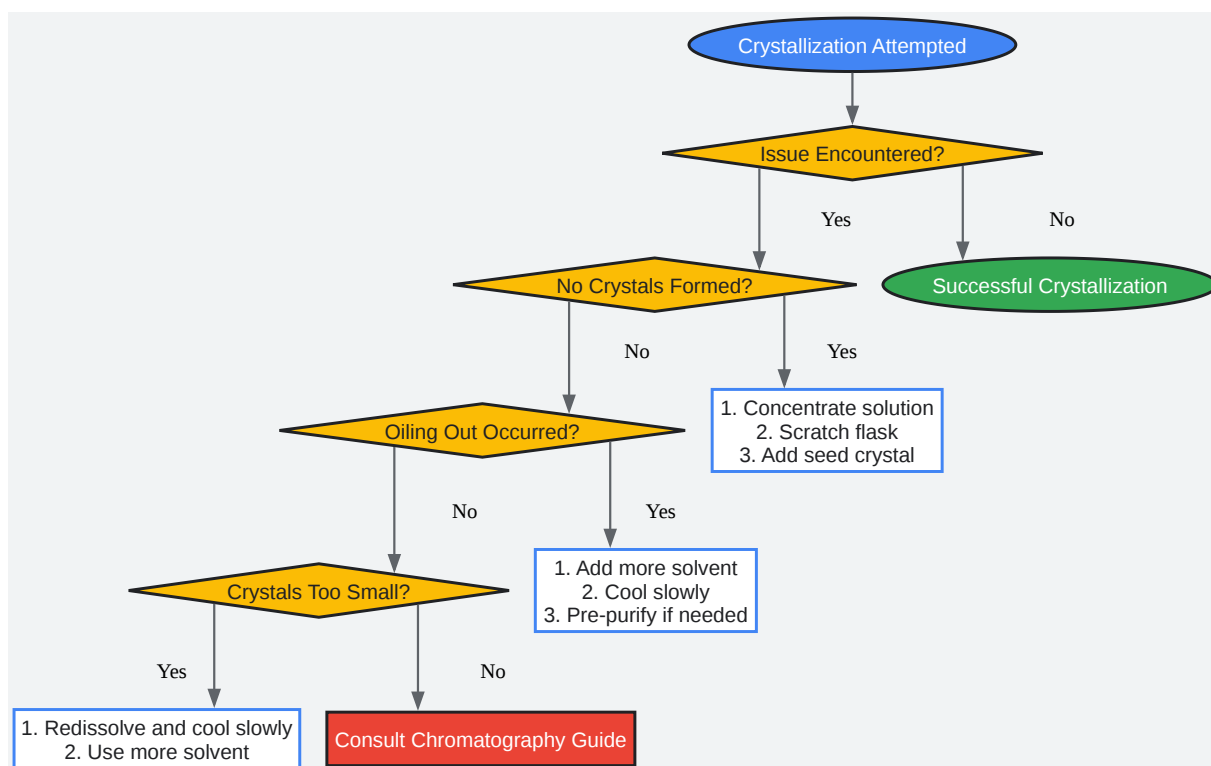 Crystallization Attempted
Issue Encountered?
Yes
No
No Crystals Formed?
Successful Crystallization
No
Yes
1. Concentrate solution
2. Scratch flask
3. Add seed crystal
Oiling Out Occurred?
No
Yes
1. Add more solvent
2. Cool slowly
3. Pre-purify if needed
Crystals Too Small?
Yes
No
1. Redissolve and cool slowly
2. Use more solvent
Consult Chromatography Guide